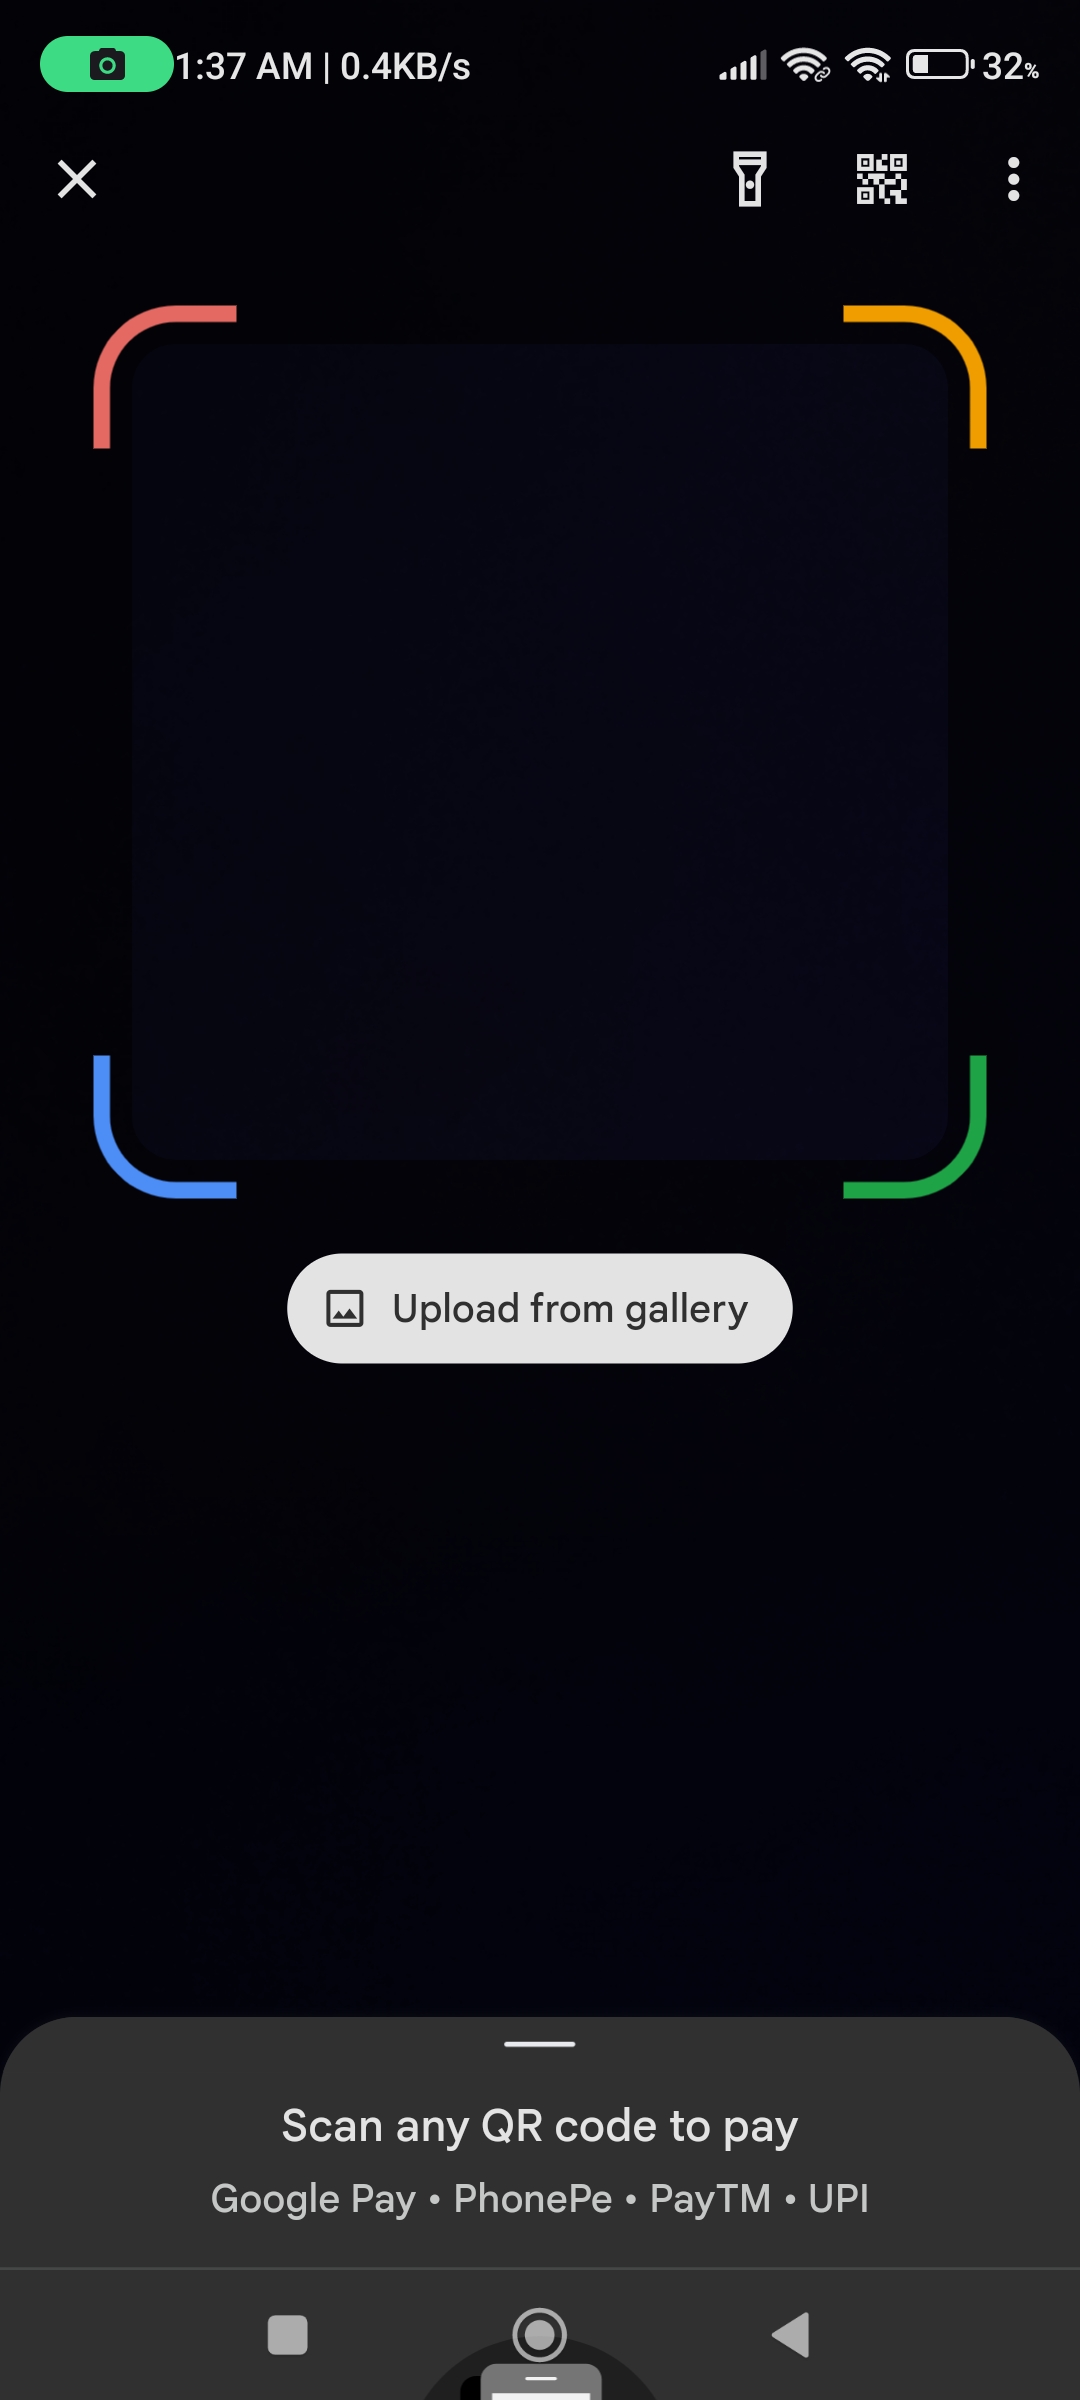 1:37 AM | 0.4KB/s 32%
Upload from gallery
Scan any QR code to pay
Google Pay • PhonePe • PayTM • UPI